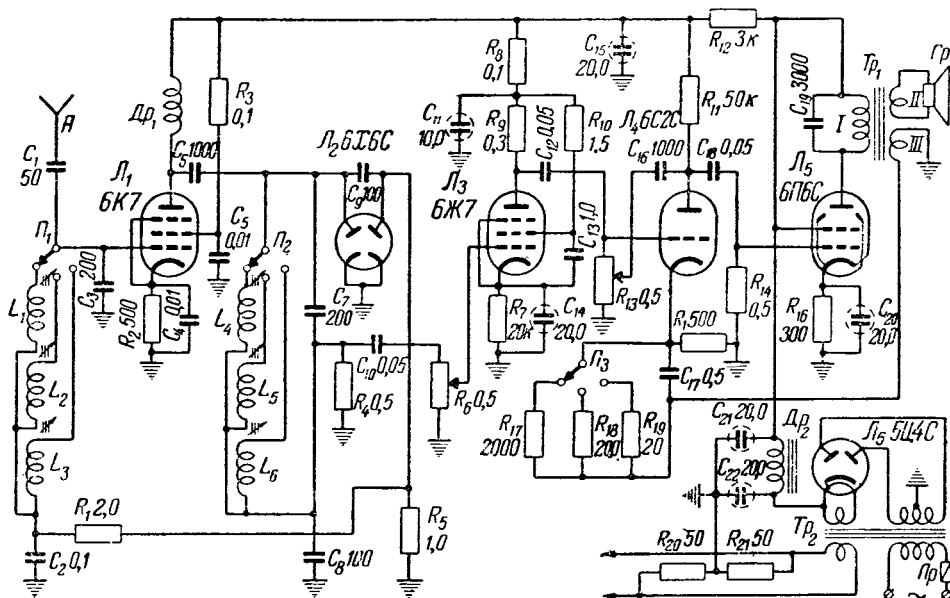 А
C₁
50
П₁
L₁
L₂
L₃
C₂ 0,1
R₁ 2,0
C₃ 200
Др₁
R₃
0,1
C₅ 1000
Л₁
6К7
C₅
0,01
R₂ 500
C₄ 0,01
П₂
L₄
L₅
L₆
Л₂ 6Х6С
C₉ 100
C₇
200
C₁₀ 0,05
R₄ 0,5
R₆ 0,5
C₈ 100
R₅
1,0
R₈
0,1
C₁₁
10,0
R₉
0,3
C₁₂ 0,05
R₁₀
1,5
Л₃
6Ж7
C₁₃ 1,0
R₇
20к
C₁₄
20,0
C₁₅
20,0
R₁₂ 3к
R₁₁ 50к
Л₄ 6С2С
C₁₆ 1000
C₁₈ 0,05
R₁₃ 0,5
R₁ 500
R₁₄
0,5
П₃
C₁₇ 0,5
R₁₇
2000
R₁₈
200
R₁₉
20
C₁₉ 3000
Тр₁
I
II
III
Гр
Л₅
6П6С
R₁₆
300
C₂₀
20,0
C₂₁ 20,0
Др₂
C₂₂ 20,0
Л₆ 5Ц4С
Тр₂
R₂₀ 50
R₂₁ 50
Пр
~